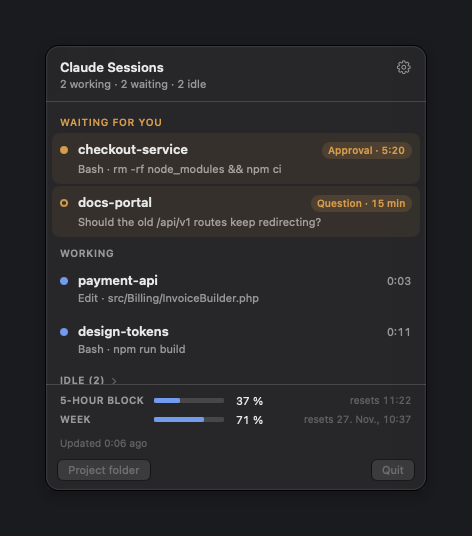 Claude Sessions
2 working · 2 waiting · 2 idle
WAITING FOR YOU
checkout-service Approval · 5:20
Bash · rm -rf node_modules && npm ci
docs-portal Question · 15 min
Should the old /api/v1 routes keep redirecting?
WORKING
payment-api 0:03
Edit · src/Billing/InvoiceBuilder.php
design-tokens 0:11
Bash · npm run build
IDLE (2)
5-HOUR BLOCK 37 % resets 11:22
WEEK 71 % resets 27. Nov., 10:37
Updated 0:06 ago
Project folder Quit